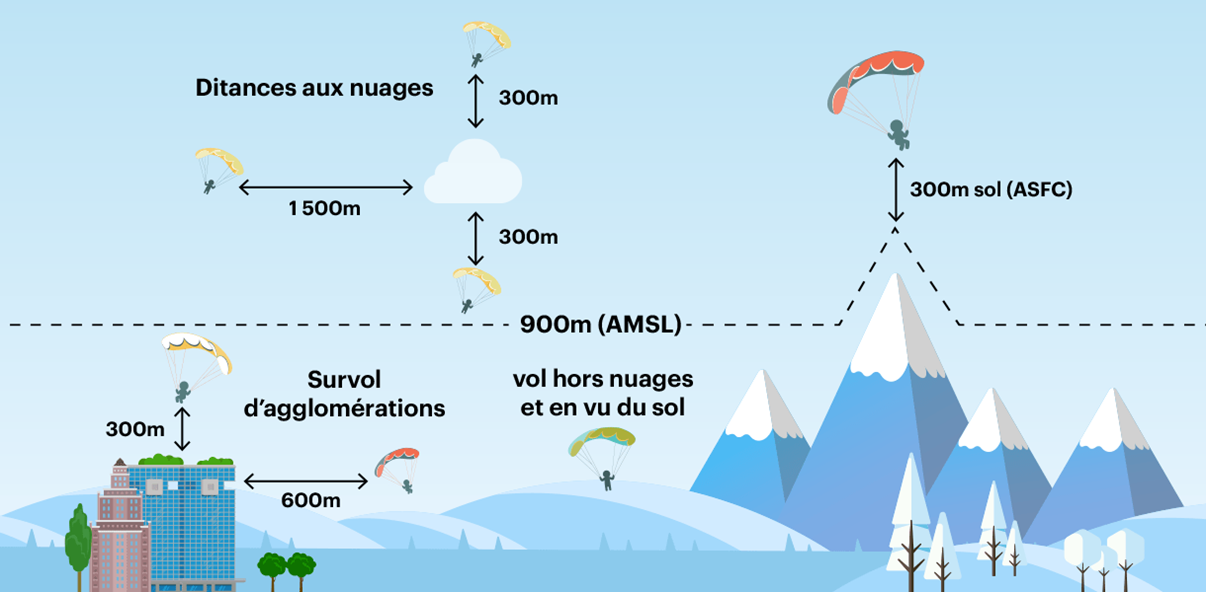 Ditances aux nuages
300m
1 500m
300m
300m sol (ASFC)
900m (AMSL)
Survol
d’agglomérations
vol hors nuages
et en vu du sol
300m
600m